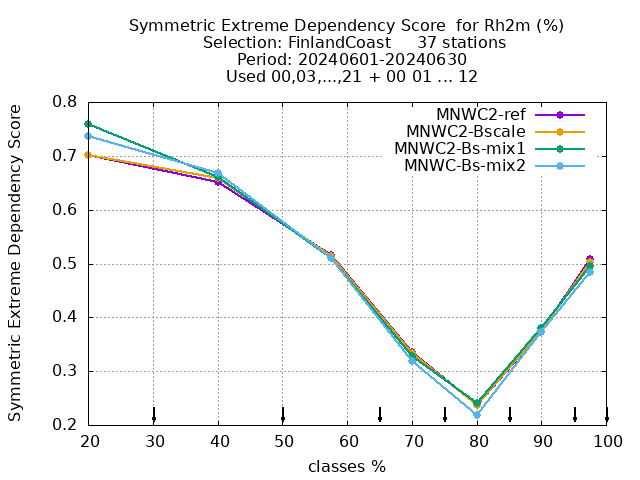 Symmetric Extreme Dependency Score for Rh2m (%)
Selection: FinlandCoast 37 stations
Period: 20240601-20240630
Used 00,03,...,21 + 00 01 ... 12
Symmetric Extreme Dependency Score
0.8
0.7
0.6
0.5
0.4
0.3
0.2
MNWC2-ref
MNWC2-Bscale
MNWC2-Bs-mix1
MNWC-Bs-mix2
20 30 40 50 60 70 80 90 100
classes %